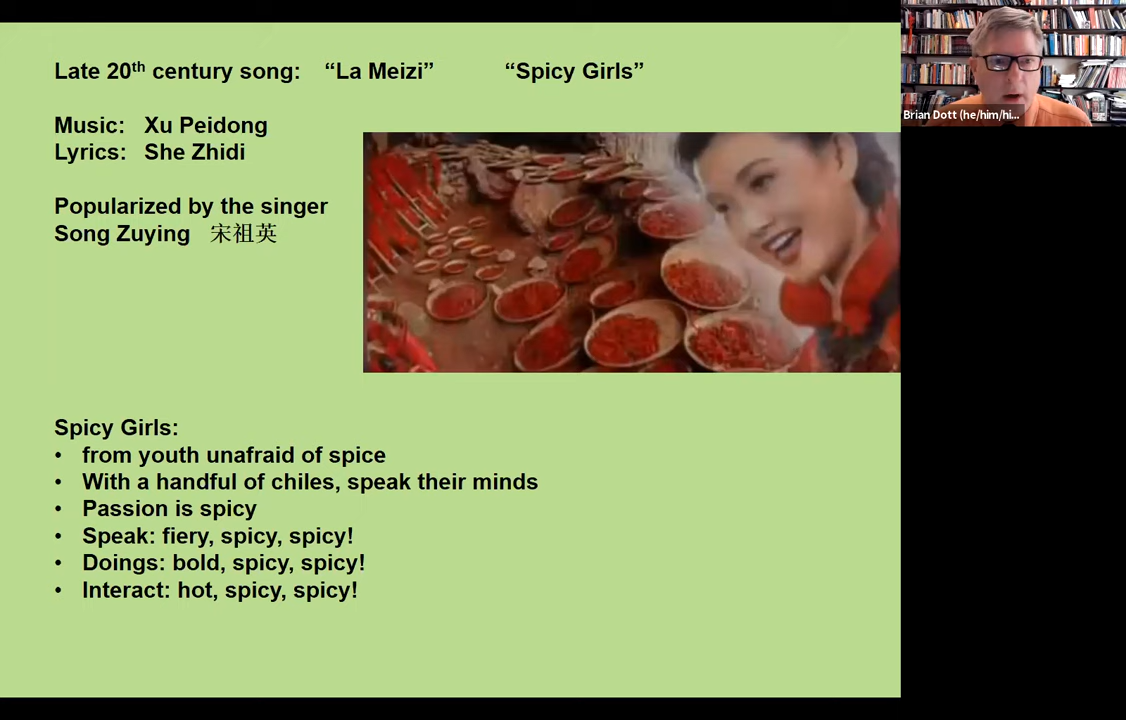 Late 20th century song: “La Meizi” “Spicy Girls”
Music: Xu Peidong
Lyrics: She Zhidi
Popularized by the singer
Song Zuying 宋祖英
Spicy Girls:
• from youth unafraid of spice
• With a handful of chiles, speak their minds
• Passion is spicy
• Speak: fiery, spicy, spicy!
• Doings: bold, spicy, spicy!
• Interact: hot, spicy, spicy!
Brian Dott (he/him/hi...